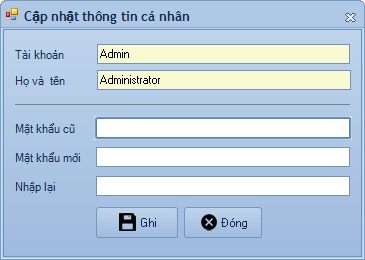 Cập nhật thông tin cá nhân
Tài khoản Admin
Họ và tên Administrator
Mật khẩu cũ
Mật khẩu mới
Nhập lại
Ghi Đóng